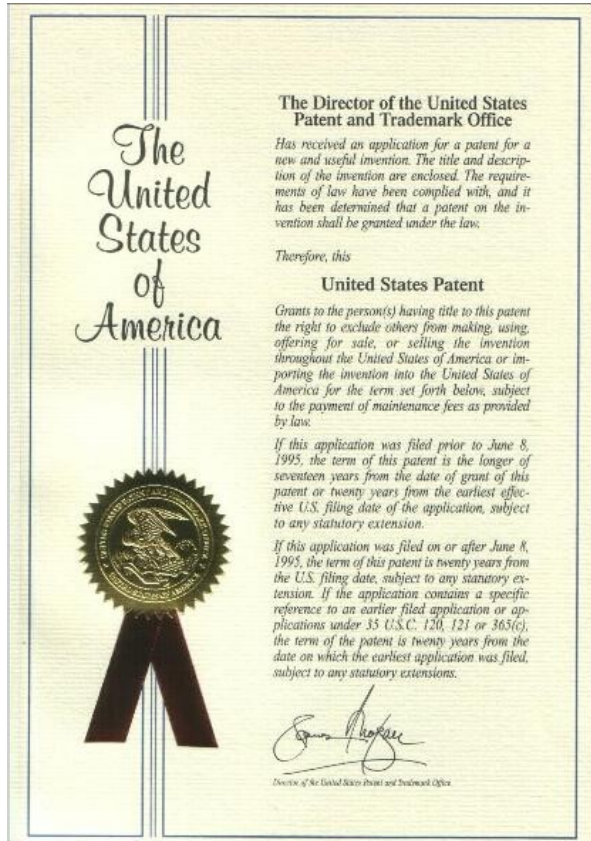 The
United
States
of
America
The Director of the United States
Patent and Trademark Office
Has received an application for a patent for a
new and useful invention. The title and descrip-
tion of the invention are enclosed. The require-
ments of law have been complied with, and it
has been determined that a patent on the in-
vention shall be granted under the law.
Therefore, this
United States Patent
Grants to the person(s) having title to this patent
the right to exclude others from making, using,
offering for sale, or selling the invention
throughout the United States of America or im-
porting the invention into the United States of
America for the term set forth below, subject
to the payment of maintenance fees as provided
by law.
If this application was filed prior to June 8,
1995, the term of this patent is the longer of
seventeen years from the date of grant of this
patent or twenty years from the earliest effec-
tive U.S. filing date of the application, subject
to any statutory extension.
If this application was filed on or after June 8,
1995, the term of this patent is twenty years from
the U.S. filing date, subject to any statutory ex-
tension. If the application contains a specific
reference to an earlier filed application or ap-
plications under 35 U.S.C. 120, 121 or 365(c),
the term of the patent is twenty years from the
date on which the earliest application was filed,
subject to any statutory extensions.
Director of the United States Patent and Trademark Office